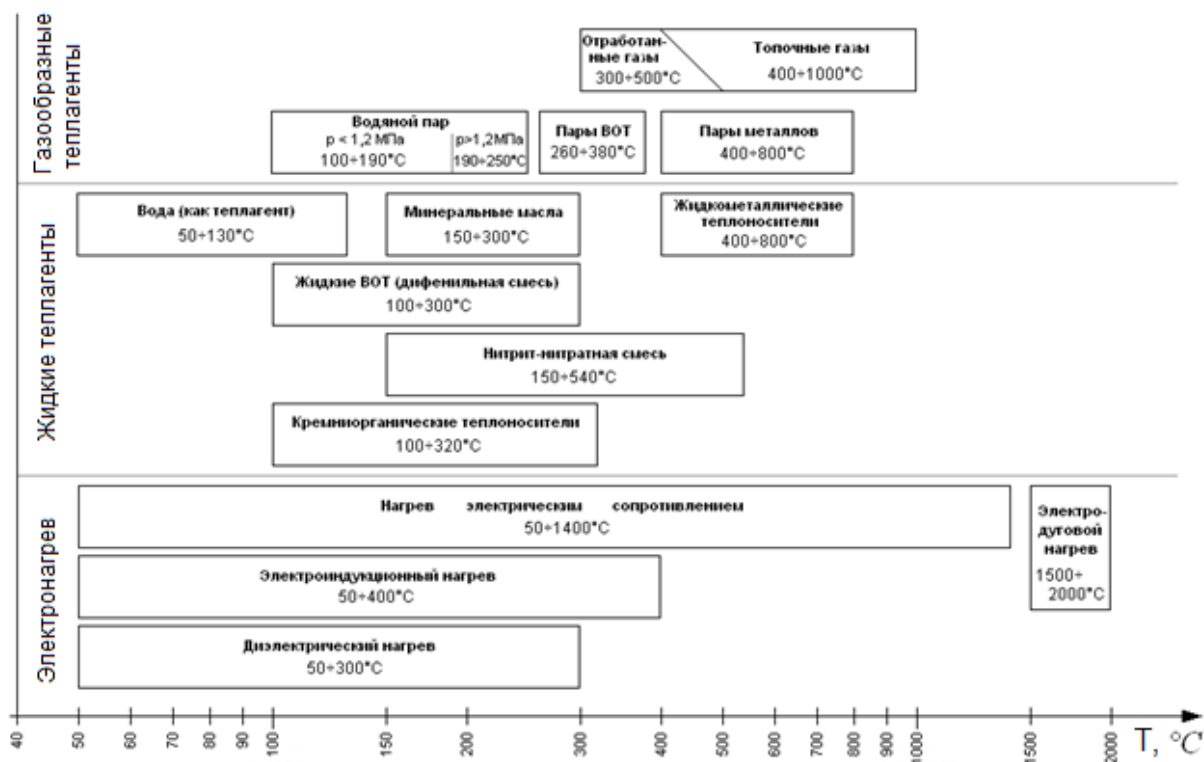 Газообразные
теплагенты
Отработан-
ные газы
300÷500°C
Топочные газы
400÷1000°C
Водяной пар
p < 1,2 МПа
100÷190°C
p>1,2МПа
190÷250°C
Пары ВОТ
260÷380°C
Пары металлов
400÷800°C
Жидкие теплагенты
Вода (как теплагент)
50÷130°C
Минеральные масла
150÷300°C
Жидкометаллические
теплоносители
400÷800°C
Жидкие ВОТ (дифенильная смесь)
100÷300°C
Нитрит-нитратная смесь
150÷540°C
Кремниорганические теплоносители
100÷320°C
Электронагрев
Нагрев электрическим сопротивлением
50÷1400°C
Электро-
дуговой
нагрев
1500÷
2000°C
Электроиндукционный нагрев
50÷400°C
Диэлектрический нагрев
50÷300°C
40 50 60 70 80 90 100 150 200 300 400 500 600 700 800 1000 1500 2000 T, °C